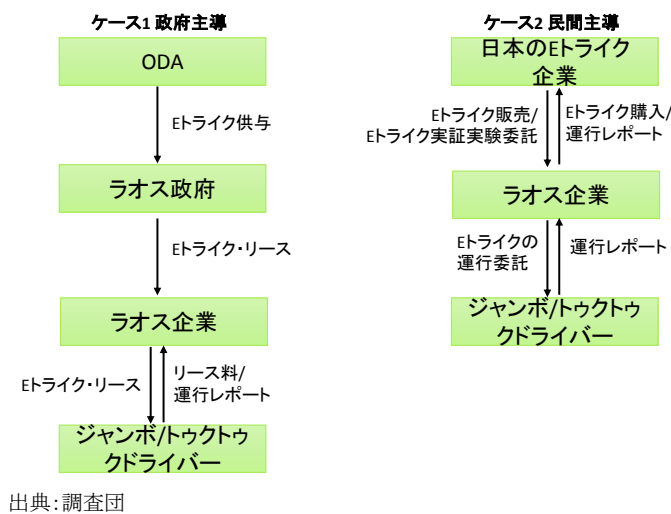 ケース1 政府主導
ODA
Eトライク供与
ラオス政府
Eトライク・リース
ラオス企業
Eトライク・リース
リース料/
運行レポート
ジャンボ/トゥクトゥ
クドライバー
ケース2 民間主導
日本のEトライク
企業
Eトライク販売/
Eトライク実証実験委託
Eトライク購入/
運行レポート
ラオス企業
Eトライクの
運行委託
運行レポート
ジャンボ/トゥクトゥ
クドライバー
出典：調査団